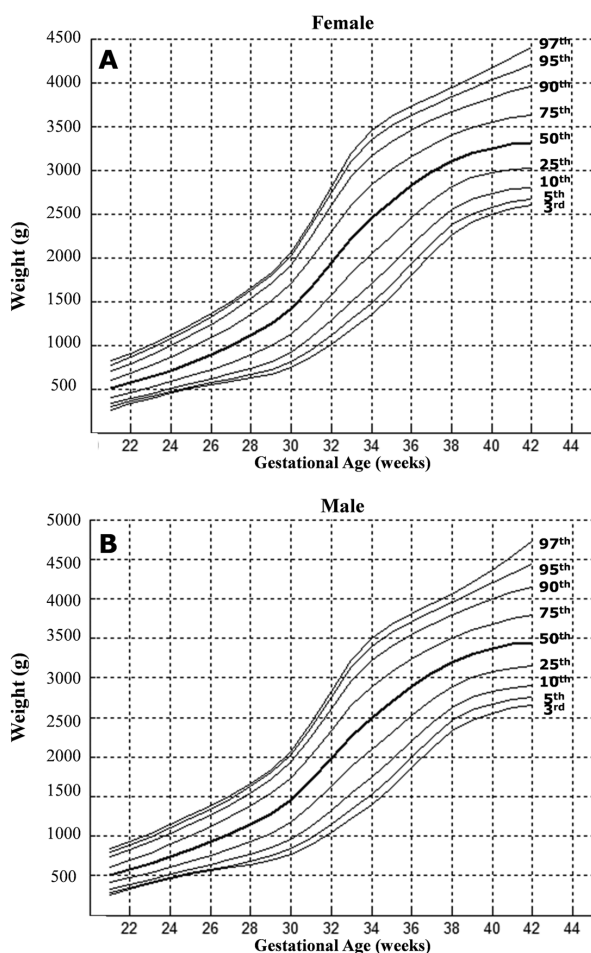 Female
A
Weight (g)
4500
4000
3500
3000
2500
2000
1500
1000
500
97th
95th
90th
75th
50th
25th
10th
5th
3rd
22 24 26 28 30 32 34 36 38 40 42 44
Gestational Age (weeks)
Male
B
Weight (g)
5000
4500
4000
3500
3000
2500
2000
1500
1000
500
97th
95th
90th
75th
50th
25th
10th
5th
3rd
22 24 26 28 30 32 34 36 38 40 42 44
Gestational Age (weeks)